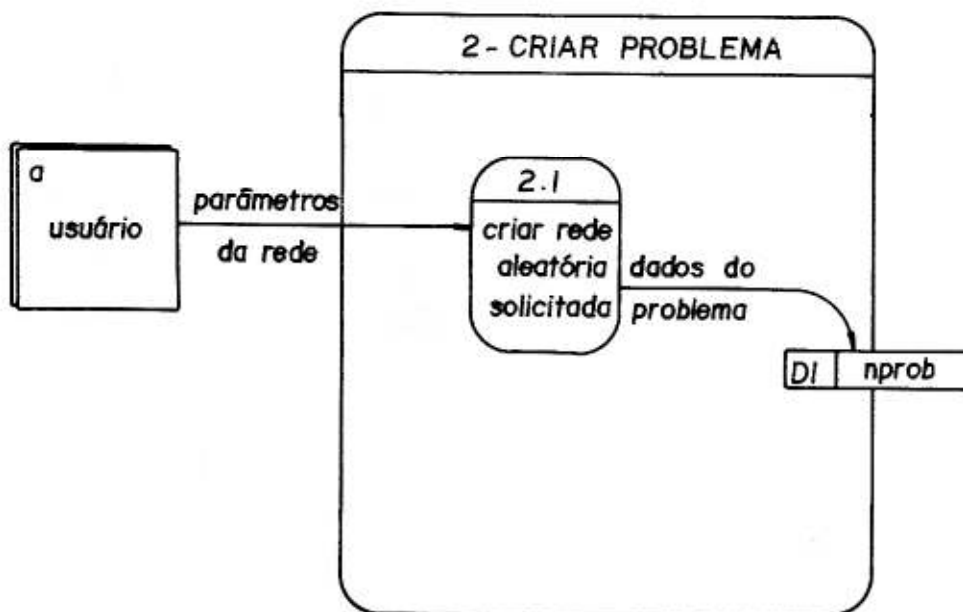 2- CRIAR PROBLEMA
a
usuário
parâmetros
da rede
2.1
criar rede
aleatória
solicitada
dados do
problema
D1
nprob